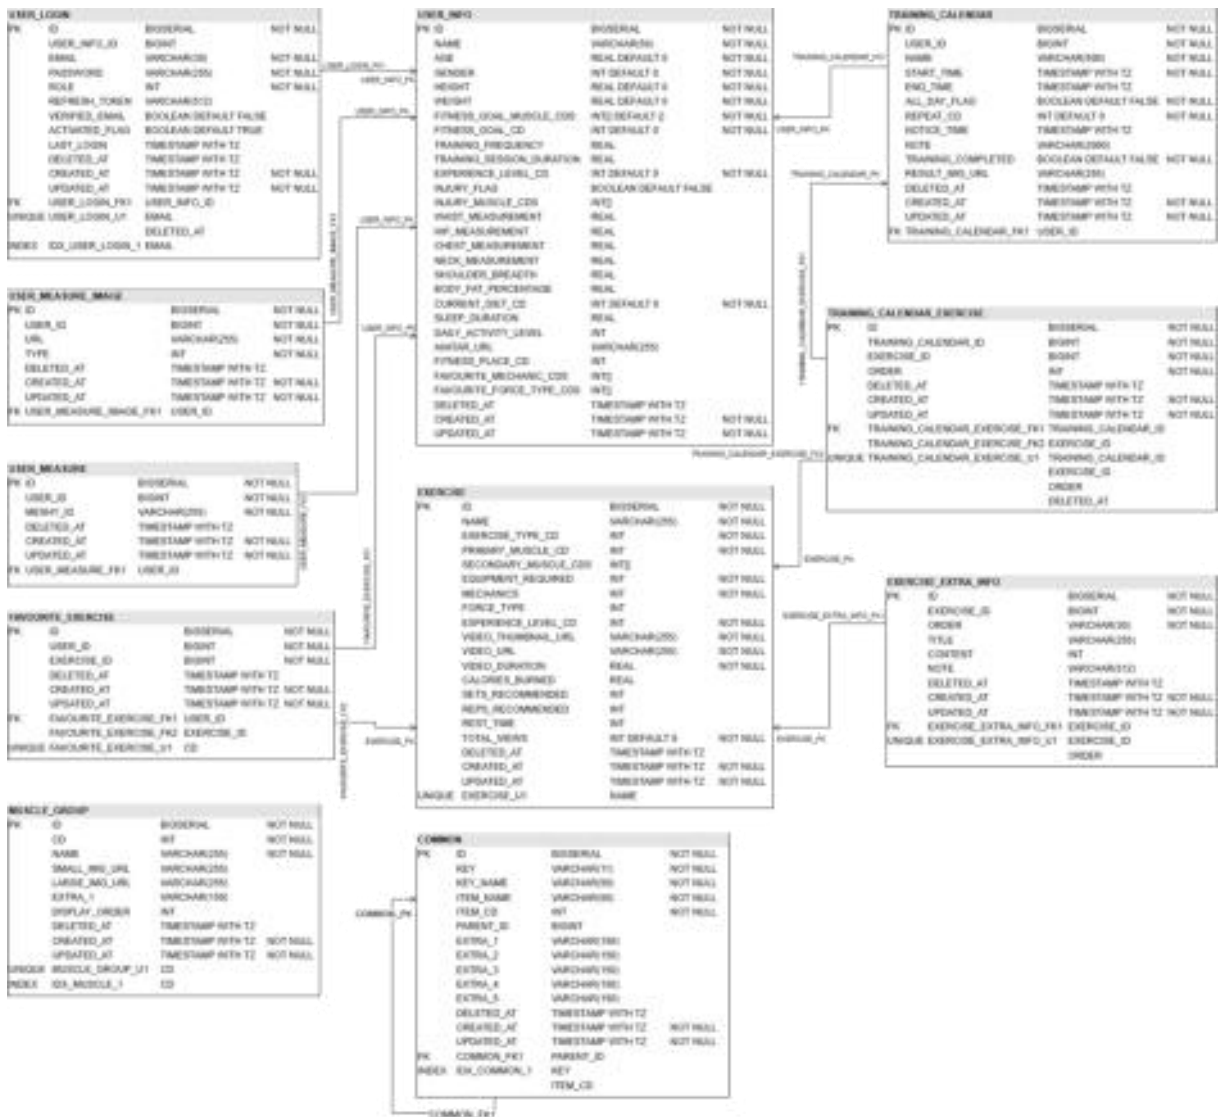 USER_LOGIN
PK ID BIGSERIAL NOT NULL
USER_INFO_ID BIGINT
EMAIL VARCHAR(50) NOT NULL
PASSWORD VARCHAR(255) NOT NULL
ROLE INT NOT NULL
REFRESH_TOKEN VARCHAR(512)
VERIFIED_EMAIL BOOLEAN DEFAULT FALSE
ACTIVATED_FLAG BOOLEAN DEFAULT TRUE
LAST_LOGIN TIMESTAMP WITH TZ
DELETED_AT TIMESTAMP WITH TZ
CREATED_AT TIMESTAMP WITH TZ NOT NULL
UPDATED_AT TIMESTAMP WITH TZ NOT NULL
FK USER_LOGIN_FK1 USER_INFO_ID
UNIQUE USER_LOGIN_U1 EMAIL
DELETED_AT
INDEX IDX_USER_LOGIN_1 EMAIL
USER_MEASURE_IMAGE
PK ID BIGSERIAL NOT NULL
USER_ID BIGINT NOT NULL
URL VARCHAR(255) NOT NULL
TYPE INT NOT NULL
DELETED_AT TIMESTAMP WITH TZ
CREATED_AT TIMESTAMP WITH TZ NOT NULL
UPDATED_AT TIMESTAMP WITH TZ NOT NULL
FK USER_MEASURE_IMAGE_FK1 USER_ID
USER_MEASURE
PK ID BIGSERIAL NOT NULL
USER_ID BIGINT NOT NULL
MESHY_ID VARCHAR(255) NOT NULL
DELETED_AT TIMESTAMP WITH TZ
CREATED_AT TIMESTAMP WITH TZ NOT NULL
UPDATED_AT TIMESTAMP WITH TZ NOT NULL
FK USER_MEASURE_FK1 USER_ID
FAVOURITE_EXERCISE
PK ID BIGSERIAL NOT NULL
USER_ID BIGINT NOT NULL
EXERCISE_ID BIGINT NOT NULL
DELETED_AT TIMESTAMP WITH TZ
CREATED_AT TIMESTAMP WITH TZ NOT NULL
UPDATED_AT TIMESTAMP WITH TZ NOT NULL
FK FAVOURITE_EXERCISE_FK1 USER_ID
FAVOURITE_EXERCISE_FK2 EXERCISE_ID
UNIQUE FAVOURITE_EXERCISE_U1 CD
MUSCLE_GROUP
PK ID BIGSERIAL NOT NULL
CD INT NOT NULL
NAME VARCHAR(255) NOT NULL
SMALL_IMG_URL VARCHAR(255)
LARGE_IMG_URL VARCHAR(255)
EXTRA_1
DISPLAY_ORDER INT
DELETED_AT TIMESTAMP WITH TZ
CREATED_AT TIMESTAMP WITH TZ NOT NULL
UPDATED_AT TIMESTAMP WITH TZ NOT NULL
UNIQUE MUSCLE_GROUP_U1 CD
INDEX IDX_MUSCLE_1 CD
USER_INFO
PK ID BIGSERIAL NOT NULL
NAME VARCHAR(50) NOT NULL
AGE REAL DEFAULT 0 NOT NULL
GENDER INT DEFAULT 0 NOT NULL
HEIGHT REAL DEFAULT 0 NOT NULL
WEIGHT REAL DEFAULT 0 NOT NULL
FITNESS_GOAL_MUSCLE_CDS NOT NULL
FITNESS_GOAL_CD INT DEFAULT 0 NOT NULL
TRAINING_FREQUENCY REAL
TRAINING_SESSION_DURATION REAL
EXPERIENCE_LEVEL_CD INT DEFAULT 0 NOT NULL
INJURY_FLAG BOOLEAN DEFAULT FALSE
INJURY_MUSCLE_CDS INT[]
WAIST_MEASUREMENT REAL
HIP_MEASUREMENT REAL
CHEST_MEASUREMENT REAL
NECK_MEASUREMENT REAL
SHOULDER_BREADTH REAL
BODY_FAT_PERCENTAGE REAL
CURRENT_DIET_CD INT DEFAULT 0 NOT NULL
SLEEP_DURATION REAL
DAILY_ACTIVITY_LEVEL INT
AVATAR_URL VARCHAR(255)
FITNESS_PLACE_CD INT
FAVOURITE_MECHANIC_CDS INT[]
FAVOURITE_FORCE_TYPE_CDS INT[]
DELETED_AT TIMESTAMP WITH TZ
CREATED_AT TIMESTAMP WITH TZ NOT NULL
UPDATED_AT TIMESTAMP WITH TZ NOT NULL
EXERCISE
PK ID BIGSERIAL NOT NULL
NAME VARCHAR(255) NOT NULL
EXERCISE_TYPE_CD INT NOT NULL
PRIMARY_MUSCLE_CD INT NOT NULL
SECONDARY_MUSCLE_CDS INT[]
EQUIPMENT_REQUIRED INT NOT NULL
MECHANICS INT NOT NULL
FORCE_TYPE INT
EXPERIENCE_LEVEL_CD INT NOT NULL
VIDEO_THUMBNAIL_URL VARCHAR(255) NOT NULL
VIDEO_URL VARCHAR(255) NOT NULL
VIDEO_DURATION REAL NOT NULL
CALORIES_BURNED REAL
SETS_RECOMMENDED INT
REPS_RECOMMENDED INT
REST_TIME INT
TOTAL_VIEWS INT DEFAULT 0 NOT NULL
DELETED_AT TIMESTAMP WITH TZ
CREATED_AT TIMESTAMP WITH TZ NOT NULL
UPDATED_AT TIMESTAMP WITH TZ NOT NULL
UNIQUE EXERCISE_U1 NAME
COMMON
PK ID BIGSERIAL NOT NULL
KEY NOT NULL
KEY_NAME NOT NULL
ITEM_NAME NOT NULL
ITEM_CD INT NOT NULL
PARENT_ID BIGINT
EXTRA_1
EXTRA_2
EXTRA_3
EXTRA_4
EXTRA_5
DELETED_AT TIMESTAMP WITH TZ
CREATED_AT TIMESTAMP WITH TZ NOT NULL
UPDATED_AT TIMESTAMP WITH TZ NOT NULL
FK COMMON_FK1 PARENT_ID
INDEX IDX_COMMON_1 KEY
ITEM_CD
COMMON_PK
COMMON_FK1
TRAINING_CALENDAR
PK ID BIGSERIAL NOT NULL
USER_ID BIGINT NOT NULL
NAME NOT NULL
START_TIME TIMESTAMP WITH TZ NOT NULL
END_TIME TIMESTAMP WITH TZ NOT NULL
ALL_DAY_FLAG BOOLEAN DEFAULT FALSE NOT NULL
REPEAT_CD INT DEFAULT 0 NOT NULL
NOTICE_TIME TIMESTAMP WITH TZ
NOTE
TRAINING_COMPLETED BOOLEAN DEFAULT FALSE NOT NULL
RESULT_IMG_URL VARCHAR(255)
DELETED_AT TIMESTAMP WITH TZ
CREATED_AT TIMESTAMP WITH TZ NOT NULL
UPDATED_AT TIMESTAMP WITH TZ NOT NULL
FK TRAINING_CALENDAR_FK1 USER_ID
TRAINING_CALENDAR_EXERCISE
PK ID BIGSERIAL NOT NULL
TRAINING_CALENDAR_ID BIGINT NOT NULL
EXERCISE_ID BIGINT NOT NULL
ORDER INT NOT NULL
DELETED_AT TIMESTAMP WITH TZ
CREATED_AT TIMESTAMP WITH TZ NOT NULL
UPDATED_AT TIMESTAMP WITH TZ NOT NULL
FK TRAINING_CALENDAR_EXERCISE_FK1 TRAINING_CALENDAR_ID
TRAINING_CALENDAR_EXERCISE_FK2 EXERCISE_ID
UNIQUE TRAINING_CALENDAR_EXERCISE_U1 TRAINING_CALENDAR_ID
EXERCISE_ID
ORDER
DELETED_AT
EXERCISE_EXTRA_INFO
PK ID BIGSERIAL NOT NULL
EXERCISE_ID BIGINT NOT NULL
ORDER NOT NULL
TITLE VARCHAR(255)
CONTENT INT
NOTE VARCHAR(512)
DELETED_AT TIMESTAMP WITH TZ
CREATED_AT TIMESTAMP WITH TZ NOT NULL
UPDATED_AT TIMESTAMP WITH TZ NOT NULL
FK EXERCISE_EXTRA_INFO_FK1 EXERCISE_ID
UNIQUE EXERCISE_EXTRA_INFO_U1 EXERCISE_ID
ORDER
USER_LOGIN_FK1
USER_INFO_PK
USER_INFO_PK
USER_INFO_PK
USER_INFO_PK
USER_MEASURE_IMAGE_FK1
USER_MEASURE_FK1
FAVOURITE_EXERCISE_FK1
FAVOURITE_EXERCISE_FK2
EXERCISE_PK
TRAINING_CALENDAR_FK1
USER_INFO_PK
TRAINING_CALENDAR_PK
TRAINING_CALENDAR_EXERCISE_FK1
TRAINING_CALENDAR_EXERCISE_FK2
EXERCISE_PK
EXERCISE_EXTRA_INFO_FK1
EXERCISE_PK